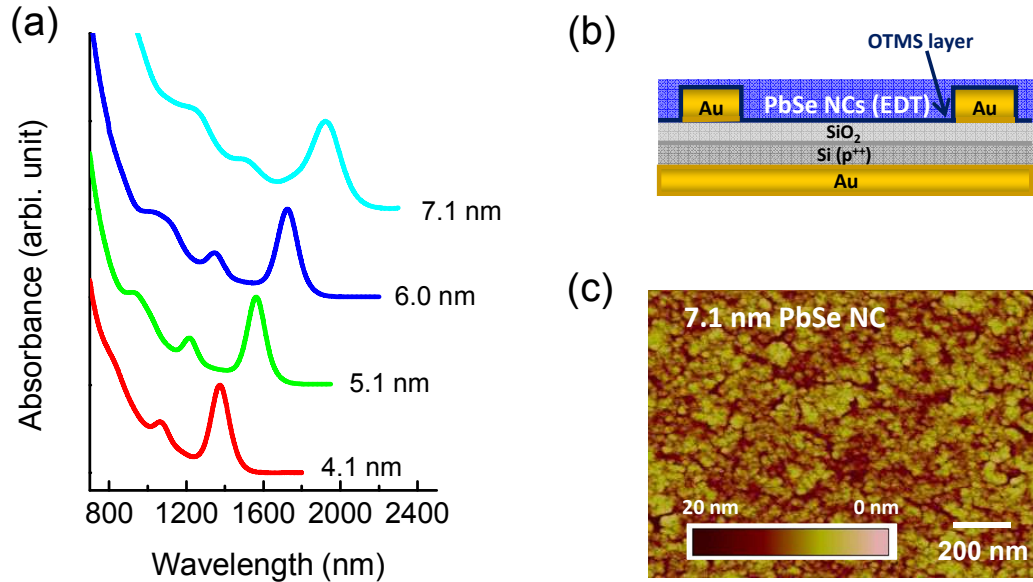 (a)
Absorbance (arbi. unit)
7.1 nm
6.0 nm
5.1 nm
4.1 nm
800 1200 1600 2000 2400
Wavelength (nm)
(b)
OTMS layer
Au PbSe NCs (EDT) Au
SiO₂
Si (p⁺⁺)
Au
(c)
7.1 nm PbSe NC
20 nm 0 nm
200 nm